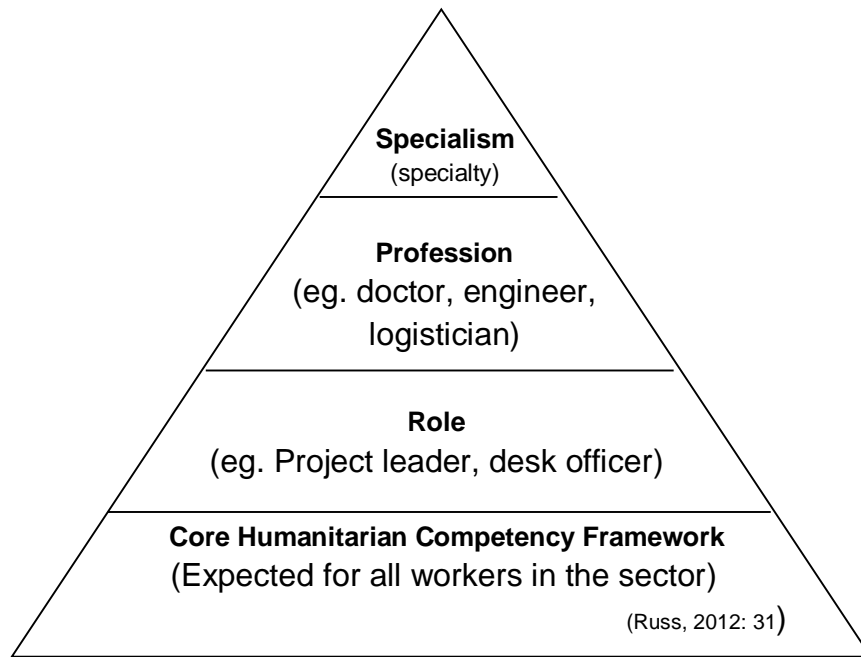 Specialism
(specialty)
Profession
(eg. doctor, engineer,
logistician)
Role
(eg. Project leader, desk officer)
Core Humanitarian Competency Framework
(Expected for all workers in the sector)
(Russ, 2012: 31)